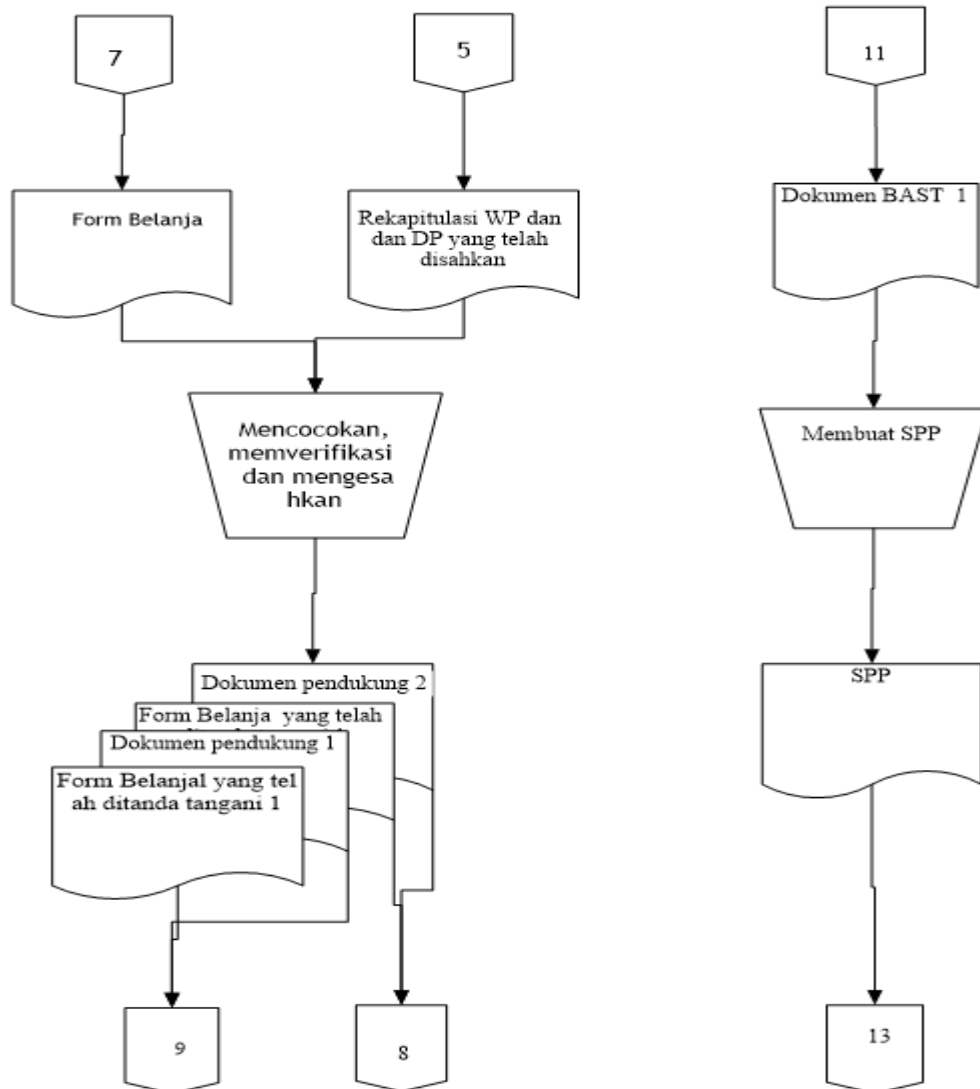 7
5
11
Form Belanja
Rekapitulasi WP dan
dan DP yang telah
disahkan
Dokumen BAST 1
Mencocokan,
memverifikasi
dan mengesa
hkan
Membuat SPP
Dokumen pendukung 2
Form Belanja yang telah
Dokumen pendukung 1
Form Belanjal yang tel
ah ditanda tangani 1
SPP
9
8
13